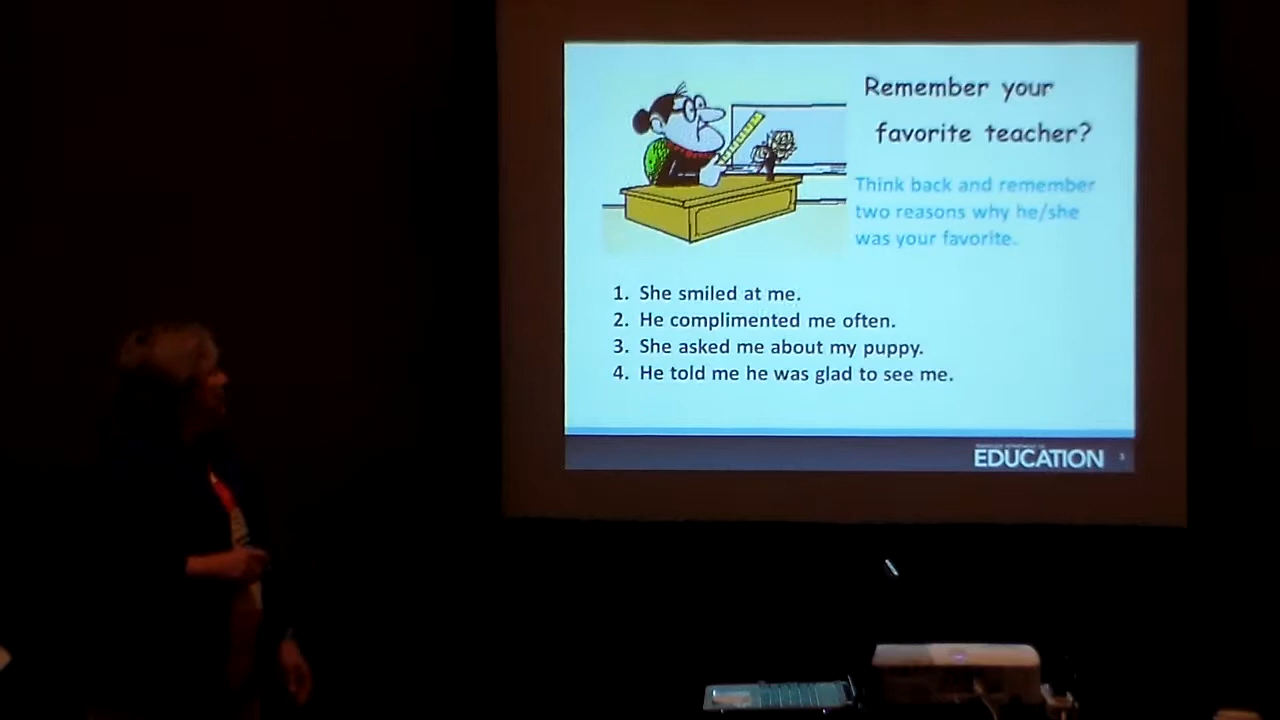 Remember your
favorite teacher?
Think back and remember
two reasons why he/she
was your favorite.
1. She smiled at me.
2. He complimented me often.
3. She asked me about my puppy.
4. He told me he was glad to see me.
EDUCATION
3